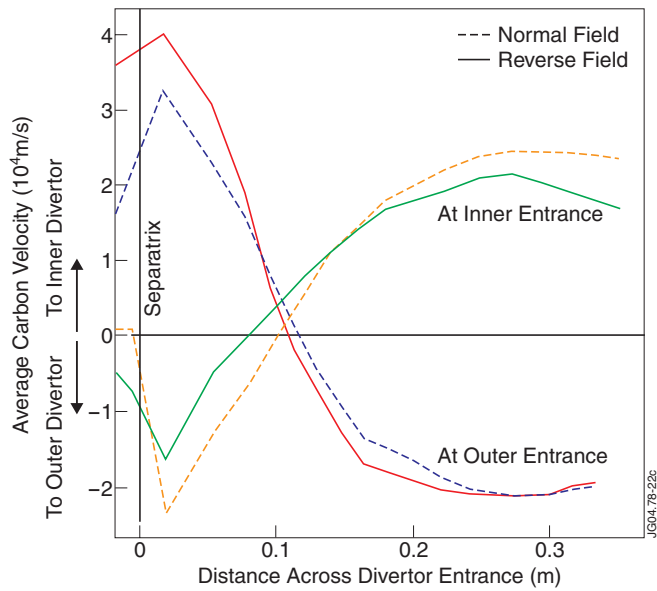 Normal Field
Reverse Field
4
3
2
1
0
−1
−2
Average Carbon Velocity (10⁴m/s)
To Inner Divertor
To Outer Divertor
Separatrix
At Inner Entrance
At Outer Entrance
0
0.1
0.2
0.3
Distance Across Divertor Entrance (m)
JG04.78-22c